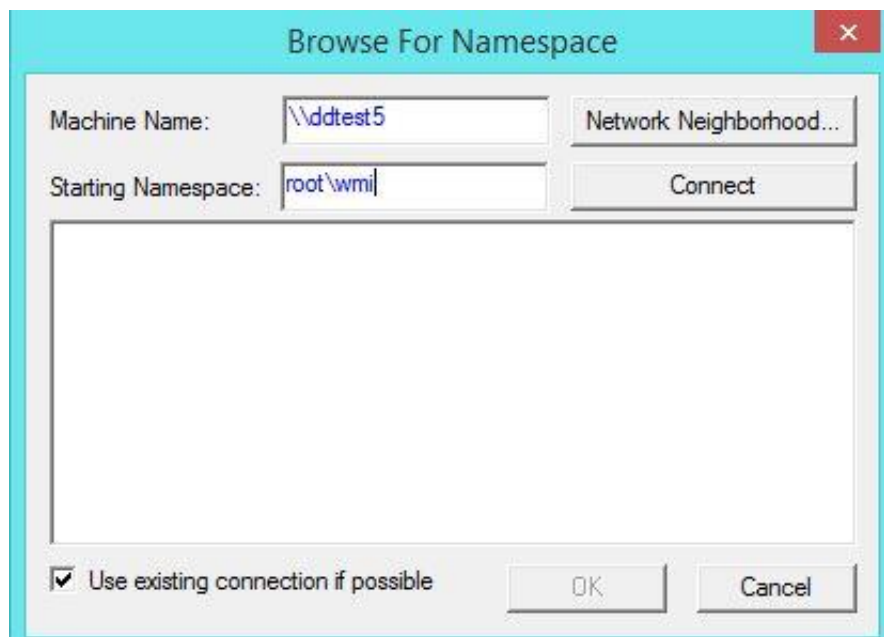 Browse For Namespace
Machine Name: \\ddtest5 Network Neighborhood...
Starting Namespace: root\wmi Connect
Use existing connection if possible OK Cancel